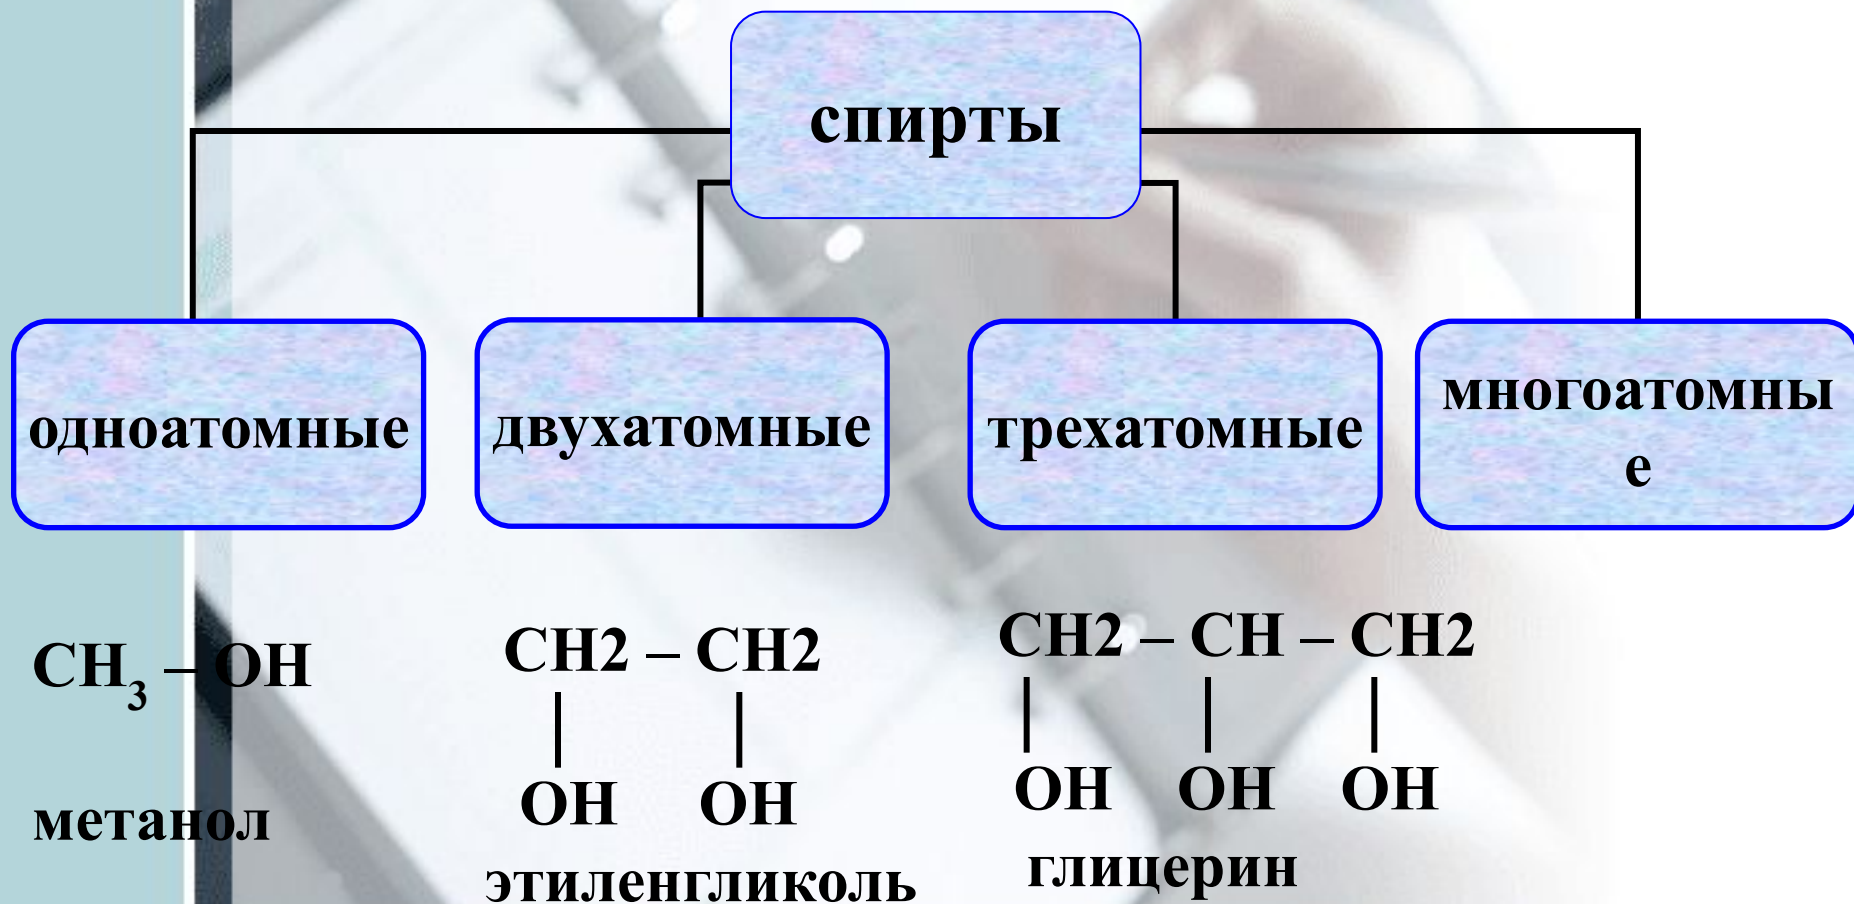 спирты
одноатомные
двухатомные
трехатомные
многоатомны
е
CH₃ – OH
метанол
CH2 – CH2
| |
OH OH
этиленгликоль
CH2 – CH – CH2
| | |
OH OH OH
глицерин